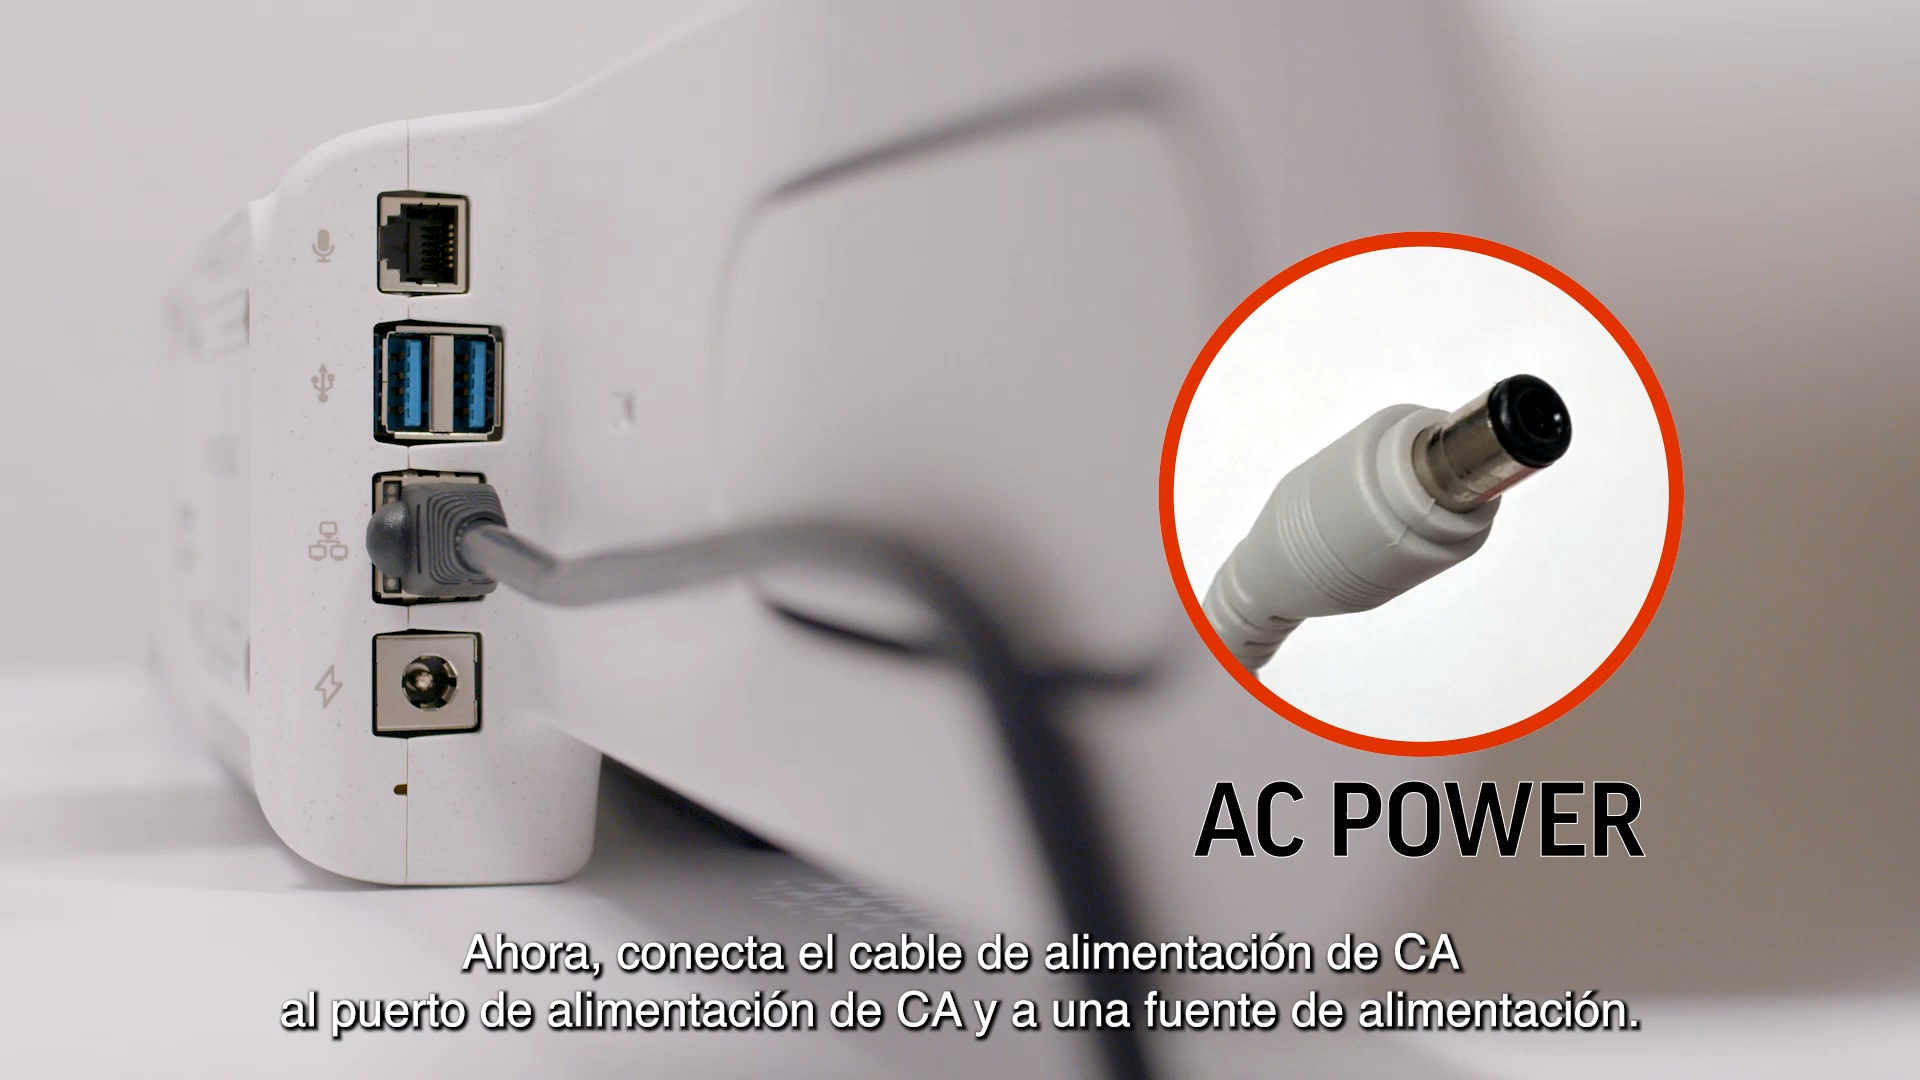 AC POWER
Ahora, conecta el cable de alimentación de CA
al puerto de alimentación de CA y a una fuente de alimentación.